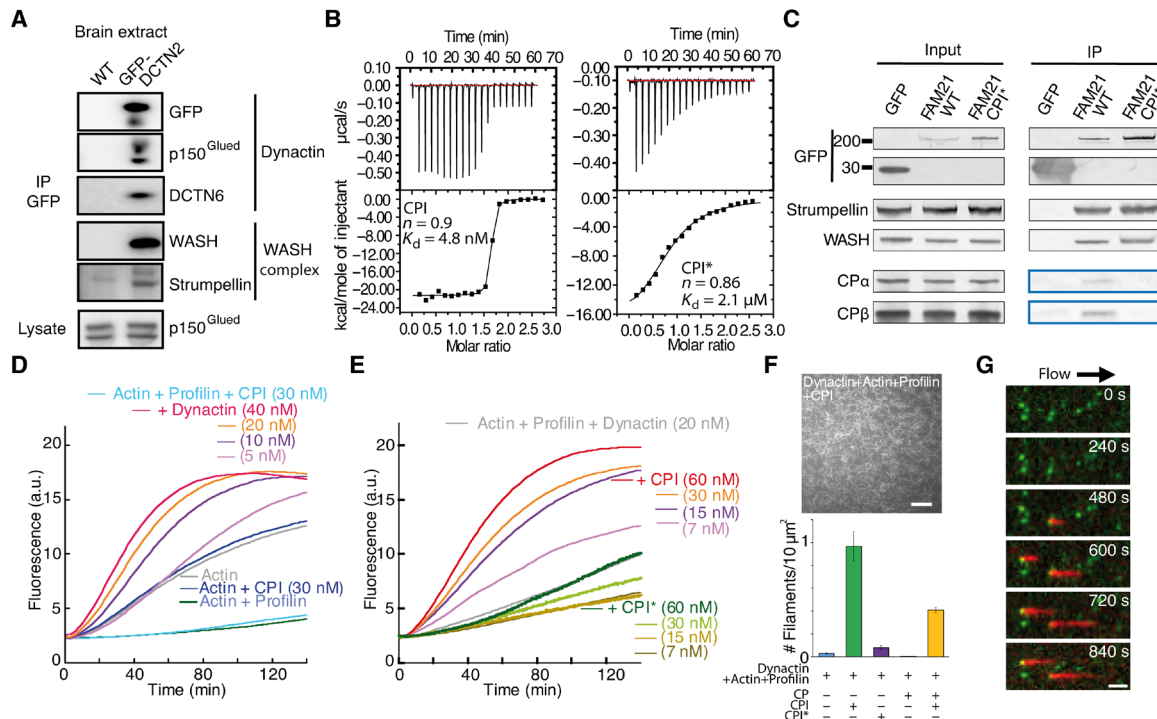 A
Brain extract
WT
GFP-
DCTN2
IP
GFP
GFP
p150Glued
DCTN6
WASH
Strumpellin
Dynactin
WASH
complex
Lysate
p150Glued
B
Time (min)
0 10 20 30 40 50 60 70
0.10
0.00
−0.10
−0.20
−0.30
−0.40
−0.50
µcal/s
0.00
−4.00
−8.00
−12.00
−16.00
−20.00
−24.00
kcal/mole of injectant
CPI
n = 0.9
Kd = 4.8 nM
0.0 0.5 1.0 1.5 2.0 2.5 3.0
Molar ratio
Time (min)
0 10 20 30 40 50 60 70
−0.10
0.00
−0.10
−0.20
−0.30
−0.40
0.00
−4.00
−8.00
−12.00
−16.00
CPI*
n = 0.86
Kd = 2.1 µM
0.0 0.5 1.0 1.5 2.0 2.5 3.0
Molar ratio
C
Input
IP
GFP
FAM21
WT
FAM21
CPI*
GFP
FAM21
WT
FAM21
CPI*
GFP
200
30
Strumpellin
WASH
CPα
CPβ
D
Actin + Profilin + CPI (30 nM)
+ Dynactin (40 nM)
(20 nM)
(10 nM)
(5 nM)
Actin
Actin + CPI (30 nM)
Actin + Profilin
Fluorescence (a.u.)
20
15
10
5
0
0 40 80 120
Time (min)
E
Actin + Profilin + Dynactin (20 nM)
+ CPI (60 nM)
(30 nM)
(15 nM)
(7 nM)
+ CPI* (60 nM)
(30 nM)
(15 nM)
(7 nM)
Fluorescence (a.u.)
20
15
10
5
0
0 40 80 120
Time (min)
F
Dynactin+Actin+Profilin
+CPI
# Filaments/10 µm²
1
0
Dynactin
+Actin+Profilin + + + + +
CP − − − + +
CPI − + − − +
CPI* − − + − −
G
Flow
0 s
240 s
480 s
600 s
720 s
840 s